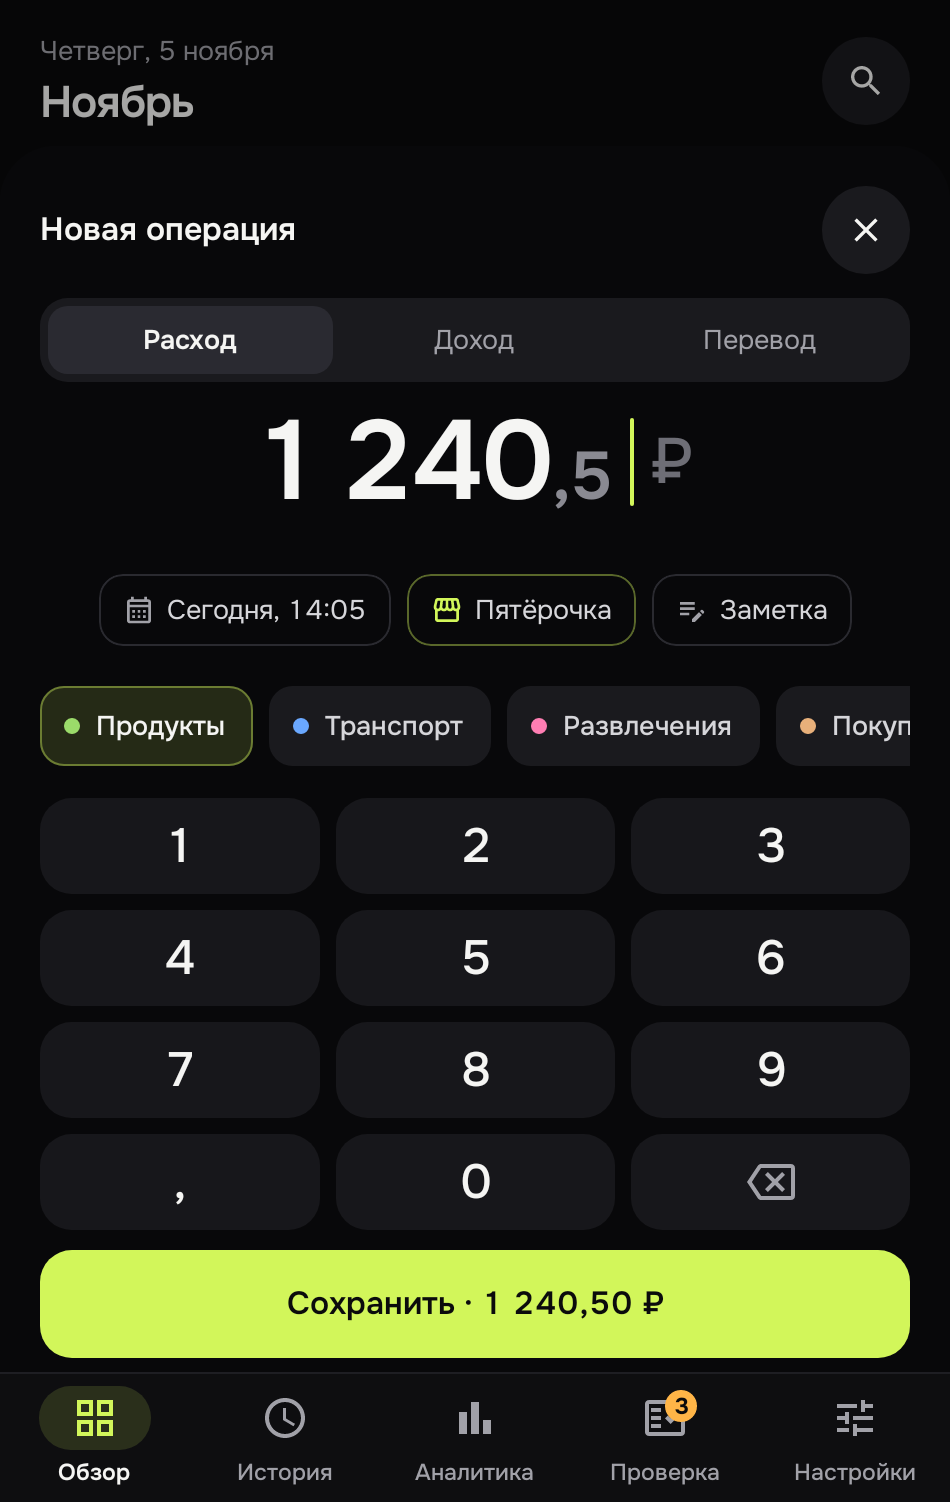 Четверг, 5 ноября
Ноябрь
Новая операция
Расход Доход Перевод
1 240,5 ₽
Сегодня, 14:05 Пятёрочка Заметка
Продукты Транспорт Развлечения Покуп
1 2 3
4 5 6
7 8 9
, 0
Сохранить · 1 240,50 ₽
3
Обзор История Аналитика Проверка Настройки